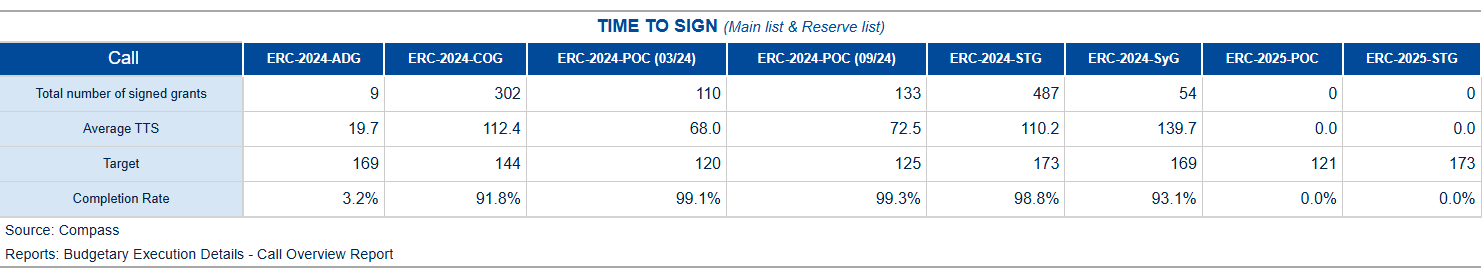 TIME TO SIGN (Main list & Reserve list)
Call ERC-2024-ADG ERC-2024-COG ERC-2024-POC (03/24) ERC-2024-POC (09/24) ERC-2024-STG ERC-2024-SyG ERC-2025-POC ERC-2025-STG
Total number of signed grants 9 302 110 133 487 54 0 0
Average TTS 19.7 112.4 68.0 72.5 110.2 139.7 0.0 0.0
Target 169 144 120 125 173 169 121 173
Completion Rate 3.2% 91.8% 99.1% 99.3% 98.8% 93.1% 0.0% 0.0%
Source: Compass
Reports: Budgetary Execution Details - Call Overview Report